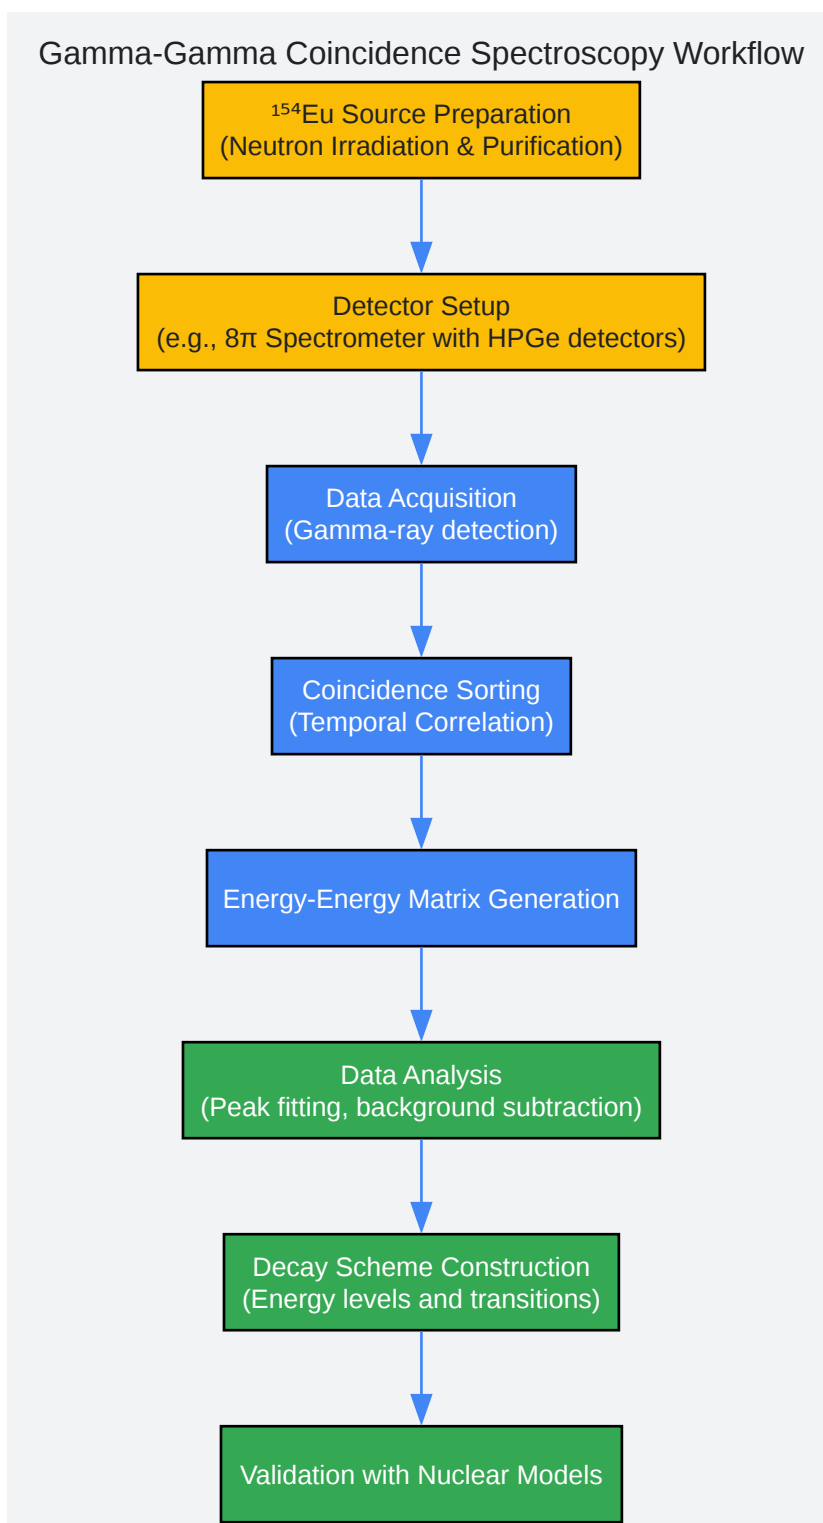 Gamma-Gamma Coincidence Spectroscopy Workflow
¹⁵⁴Eu Source Preparation
(Neutron Irradiation & Purification)
Detector Setup
(e.g., 8π Spectrometer with HPGe detectors)
Data Acquisition
(Gamma-ray detection)
Coincidence Sorting
(Temporal Correlation)
Energy-Energy Matrix Generation
Data Analysis
(Peak fitting, background subtraction)
Decay Scheme Construction
(Energy levels and transitions)
Validation with Nuclear Models